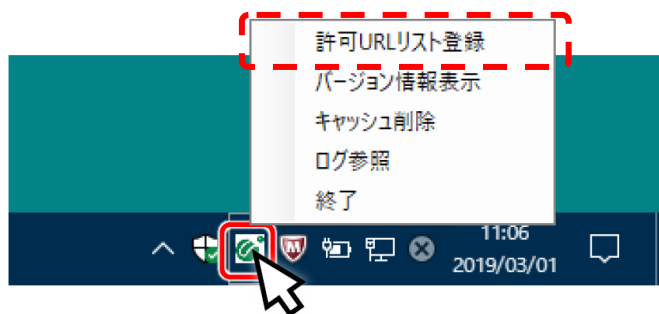 許可URLリスト登録
バージョン情報表示
キャッシュ削除
ログ参照
終了
11:06
2019/03/01